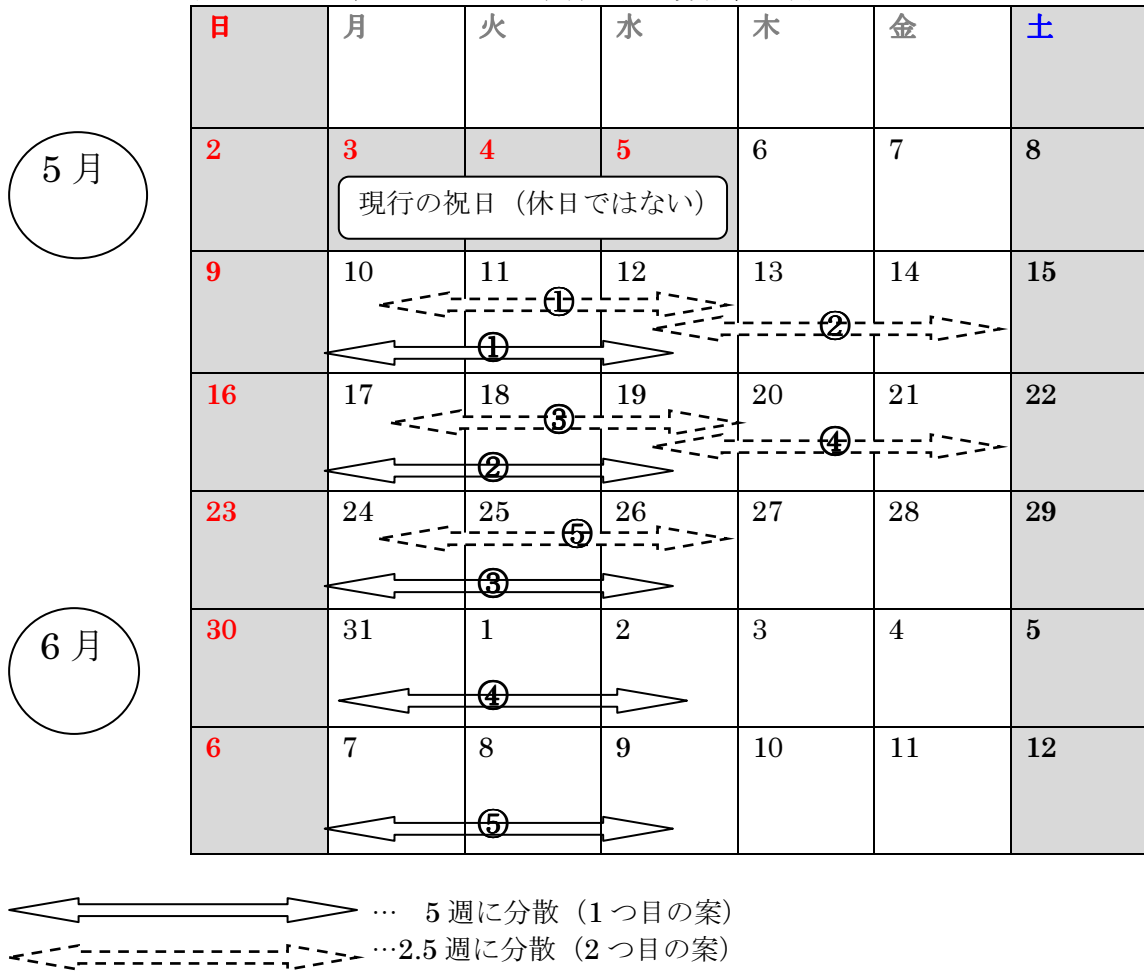 日 月 火 水 木 金 土
5 月
2 3 4 5 6 7 8
現行の祝日（休日ではない）
9 10 11 12 13 14 15
①
②
①
16 17 18 19 20 21 22
③
④
②
23 24 25 26 27 28 29
⑤
③
6 月
30 31 1 2 3 4 5
④
6 7 8 9 10 11 12
⑤
… 5 週に分散（1 つ目の案）
…2.5 週に分散（2 つ目の案）